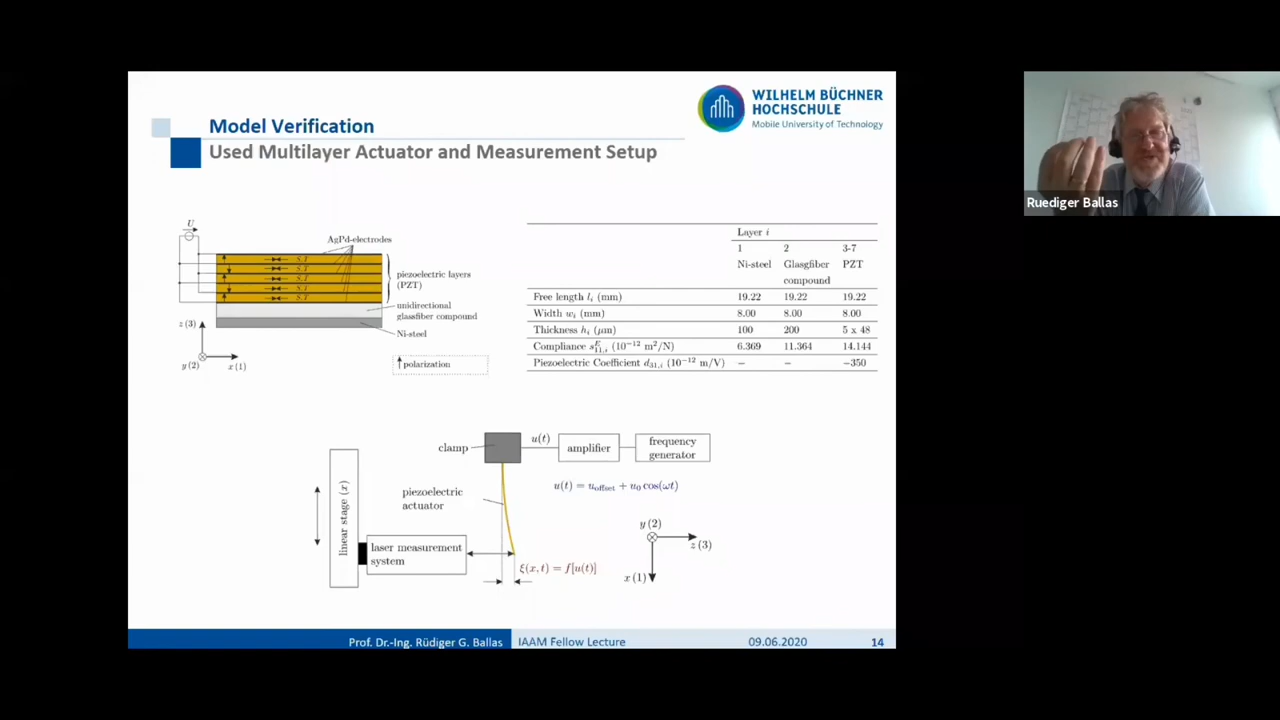 WILHELM BÜCHNER
HOCHSCHULE
Mobile University of Technology
Model Verification
Used Multilayer Actuator and Measurement Setup
Ruediger Ballas
U
AgPd-electrodes
S,T
S,T
S,T
S,T
S,T
piezoelectric layers
(PZT)
unidirectional
glassfiber compound
Ni-steel
z (3)
y (2)
x (1)
↑ polarization
Layer i
1 2 3-7
Ni-steel Glassfiber PZT
compound
Free length lᵢ (mm) 19.22 19.22 19.22
Width wᵢ (mm) 8.00 8.00 8.00
Thickness hᵢ (μm) 100 200 5 x 48
Compliance s^E_{11,i} (10⁻¹² m²/N) 6.369 11.364 14.144
Piezoelectric Coefficient d_{31,i} (10⁻¹² m/V) – – −350
clamp
u(t)
amplifier
frequency
generator
u(t) = u_offset + u₀ cos(ωt)
piezoelectric
actuator
linear stage (x)
laser measurement
system
ξ(x, t) = f[u(t)]
y (2)
z (3)
x (1)
Prof. Dr.-Ing. Rüdiger G. Ballas IAAM Fellow Lecture 09.06.2020 14